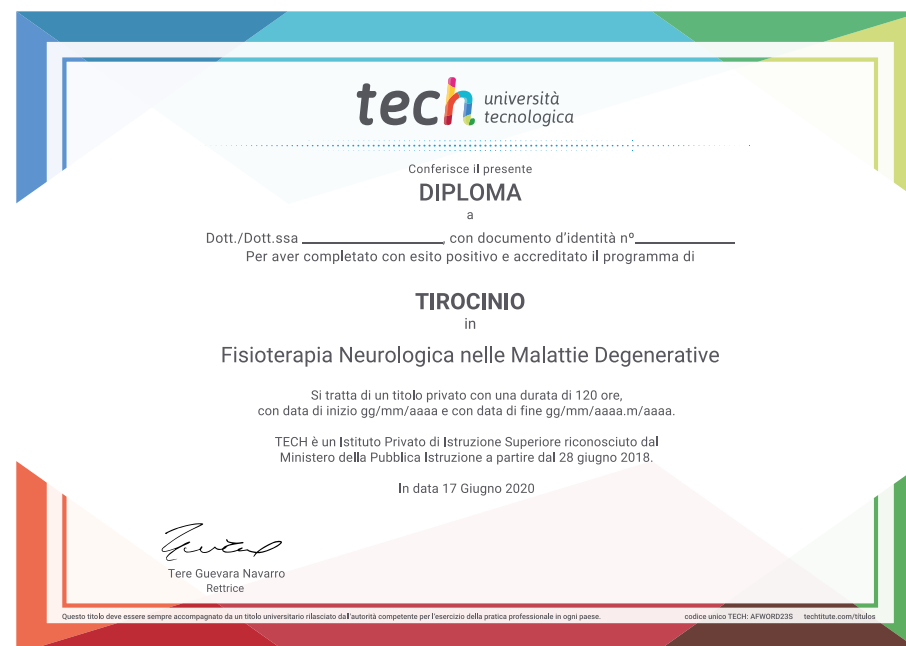 tech università
tecnologica
Conferisce il presente
DIPLOMA
a
Dott./Dott.ssa ____________________, con documento d'identità nº______________
Per aver completato con esito positivo e accreditato il programma di
TIROCINIO
in
Fisioterapia Neurologica nelle Malattie Degenerative
Si tratta di un titolo privato con una durata di 120 ore,
con data di inizio gg/mm/aaaa e con data di fine gg/mm/aaaa.m/aaaa.
TECH è un Istituto Privato di Istruzione Superiore riconosciuto dal
Ministero della Pubblica Istruzione a partire dal 28 giugno 2018.
In data 17 Giugno 2020
Tere Guevara Navarro
Rettrice
Questo titolo deve essere sempre accompagnato da un titolo universitario rilasciato dall'autorità competente per l'esercizio della pratica professionale in ogni paese. codice unico TECH: AFWORD23S techtitute.com/titulos